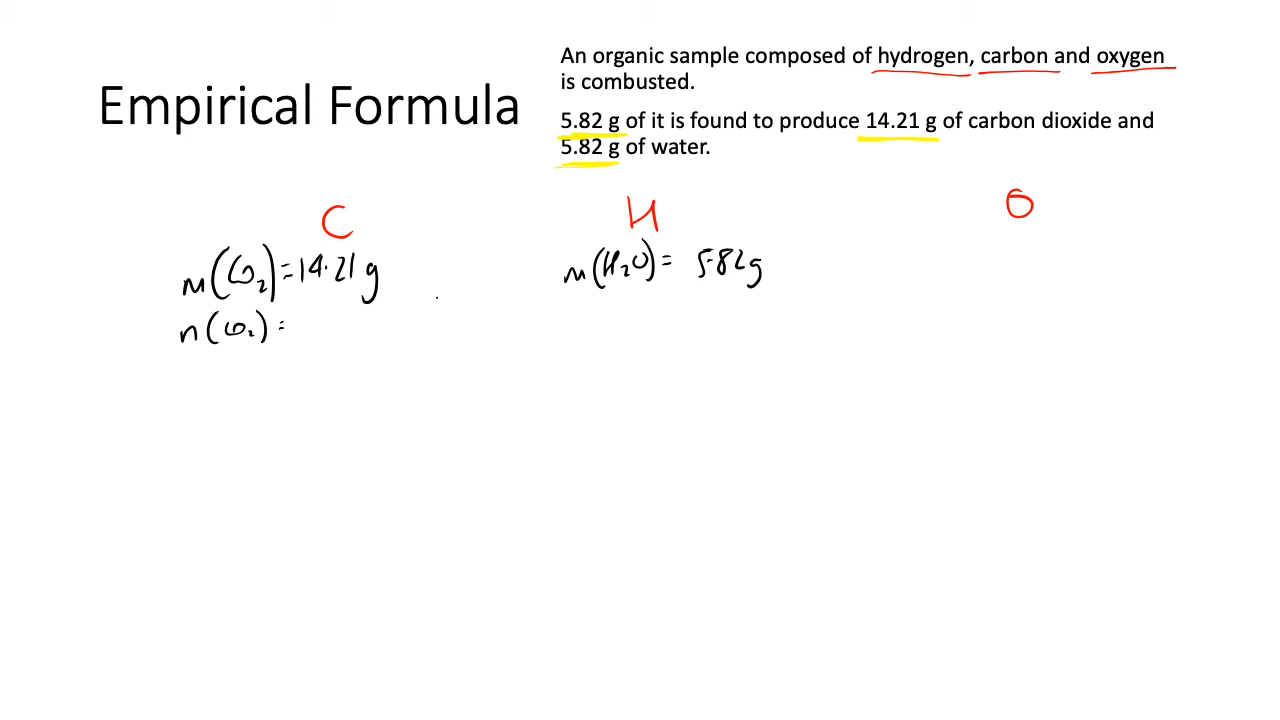 Empirical Formula
An organic sample composed of hydrogen, carbon and oxygen
is combusted.
5.82 g of it is found to produce 14.21 g of carbon dioxide and
5.82 g of water.
C
H
O
m(CO₂)=14.21 g
m(H₂O)= 5.82g
n(CO₂)=